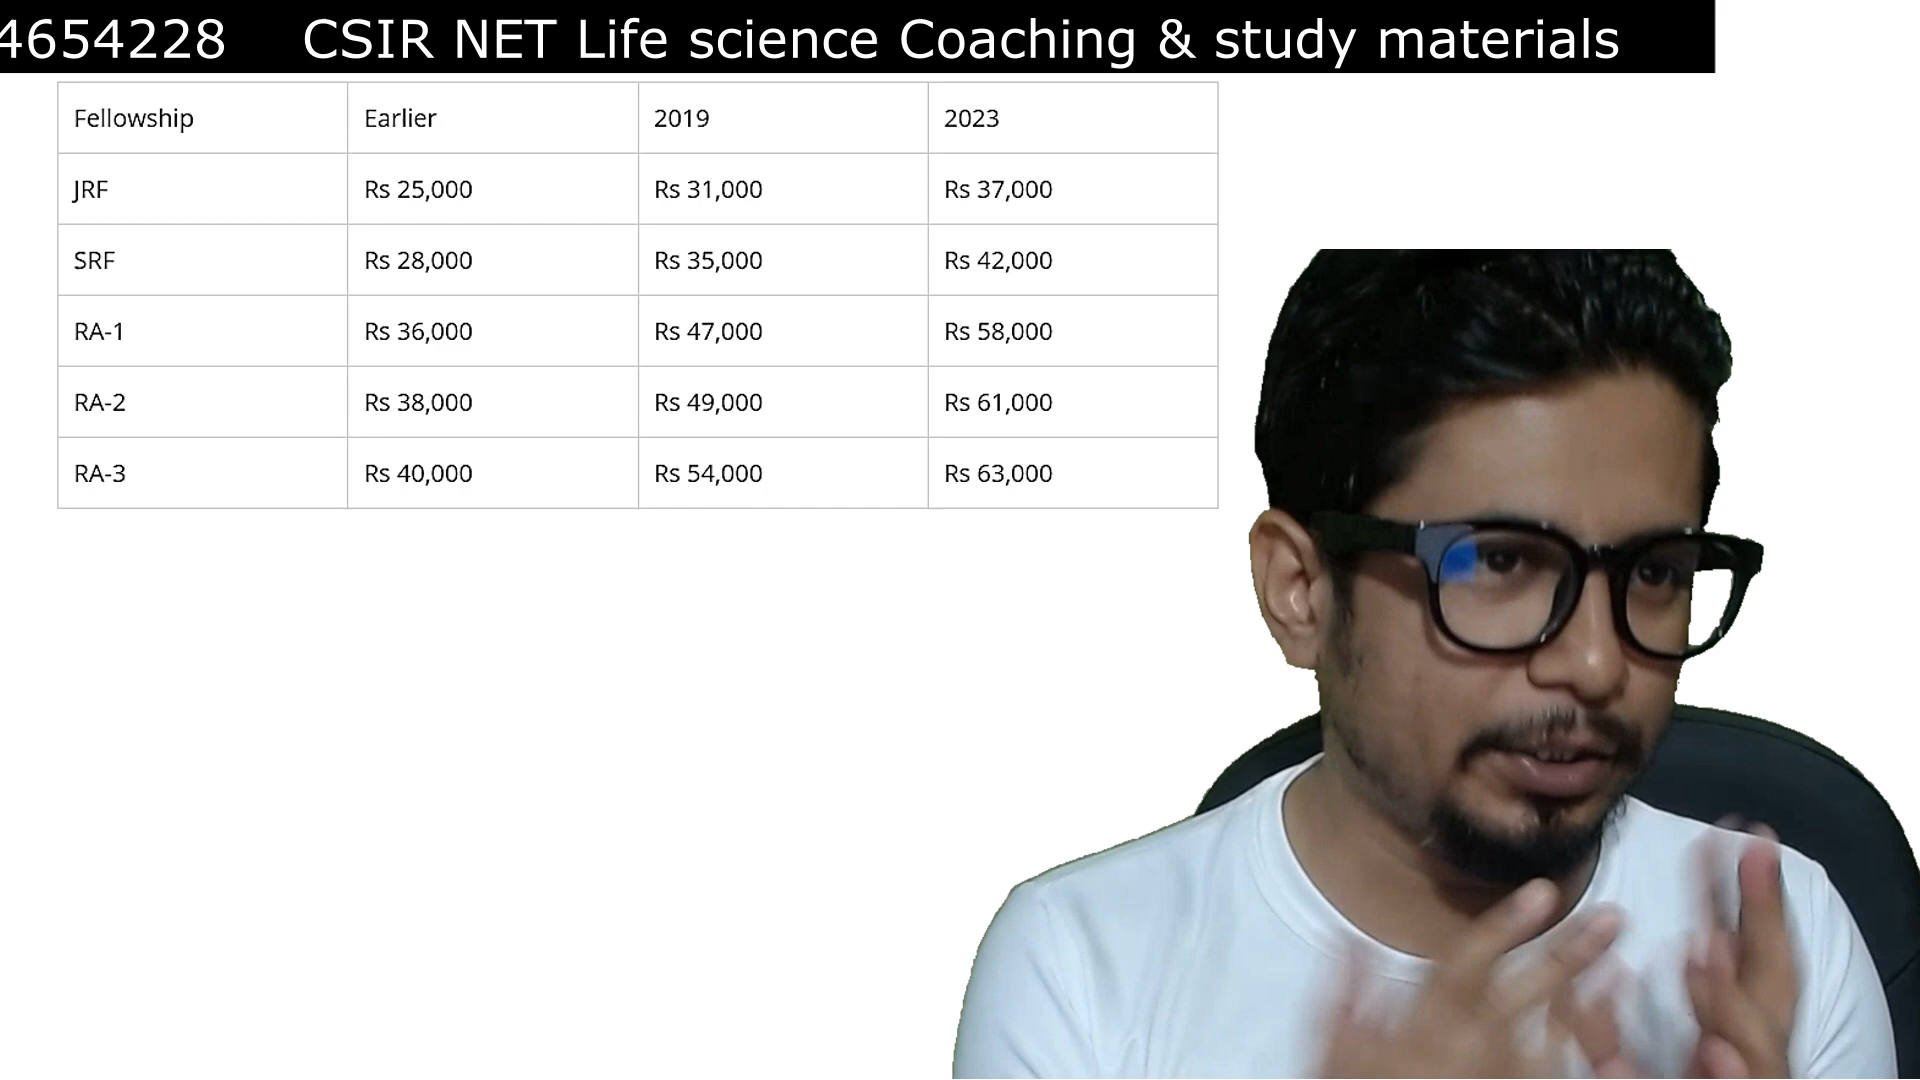 4654228 CSIR NET Life science Coaching & study materials
Fellowship Earlier 2019 2023
JRF Rs 25,000 Rs 31,000 Rs 37,000
SRF Rs 28,000 Rs 35,000 Rs 42,000
RA-1 Rs 36,000 Rs 47,000 Rs 58,000
RA-2 Rs 38,000 Rs 49,000 Rs 61,000
RA-3 Rs 40,000 Rs 54,000 Rs 63,000